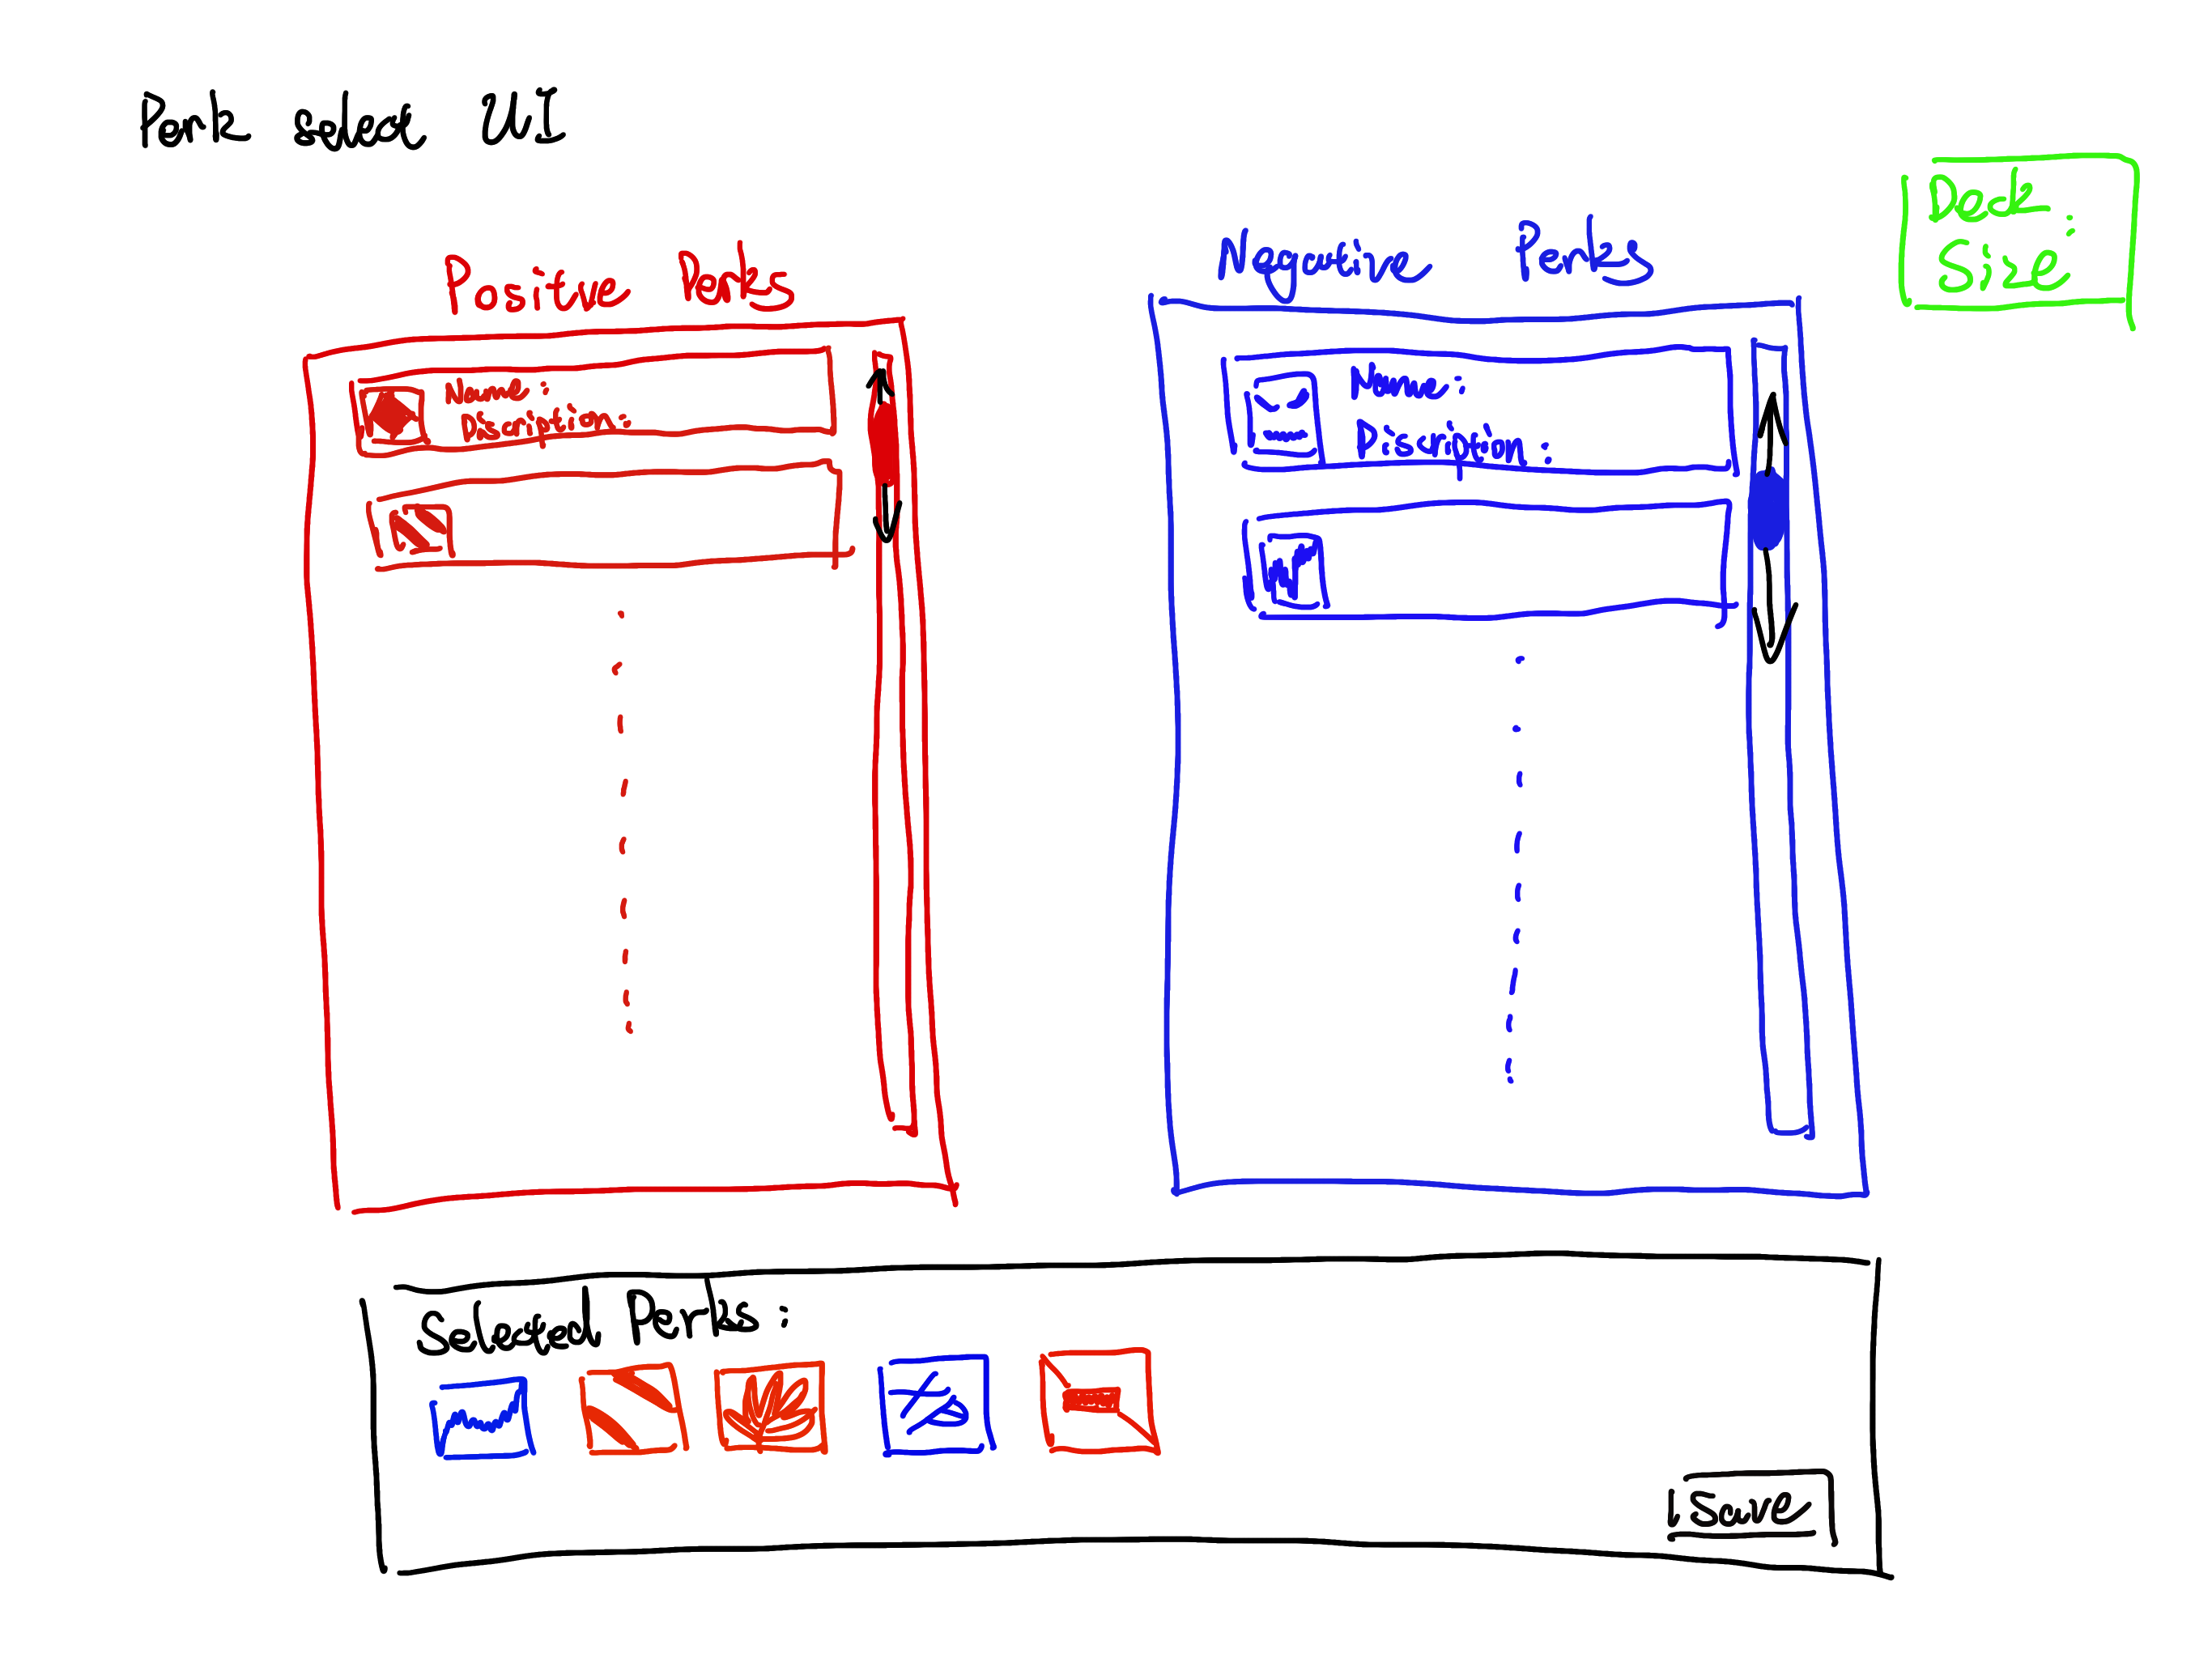 Perk select UI
Deck
Size:
Positive Perks
Negative Perks
Name:
Discription:
Name:
Discription:
Selected Perks:
Save